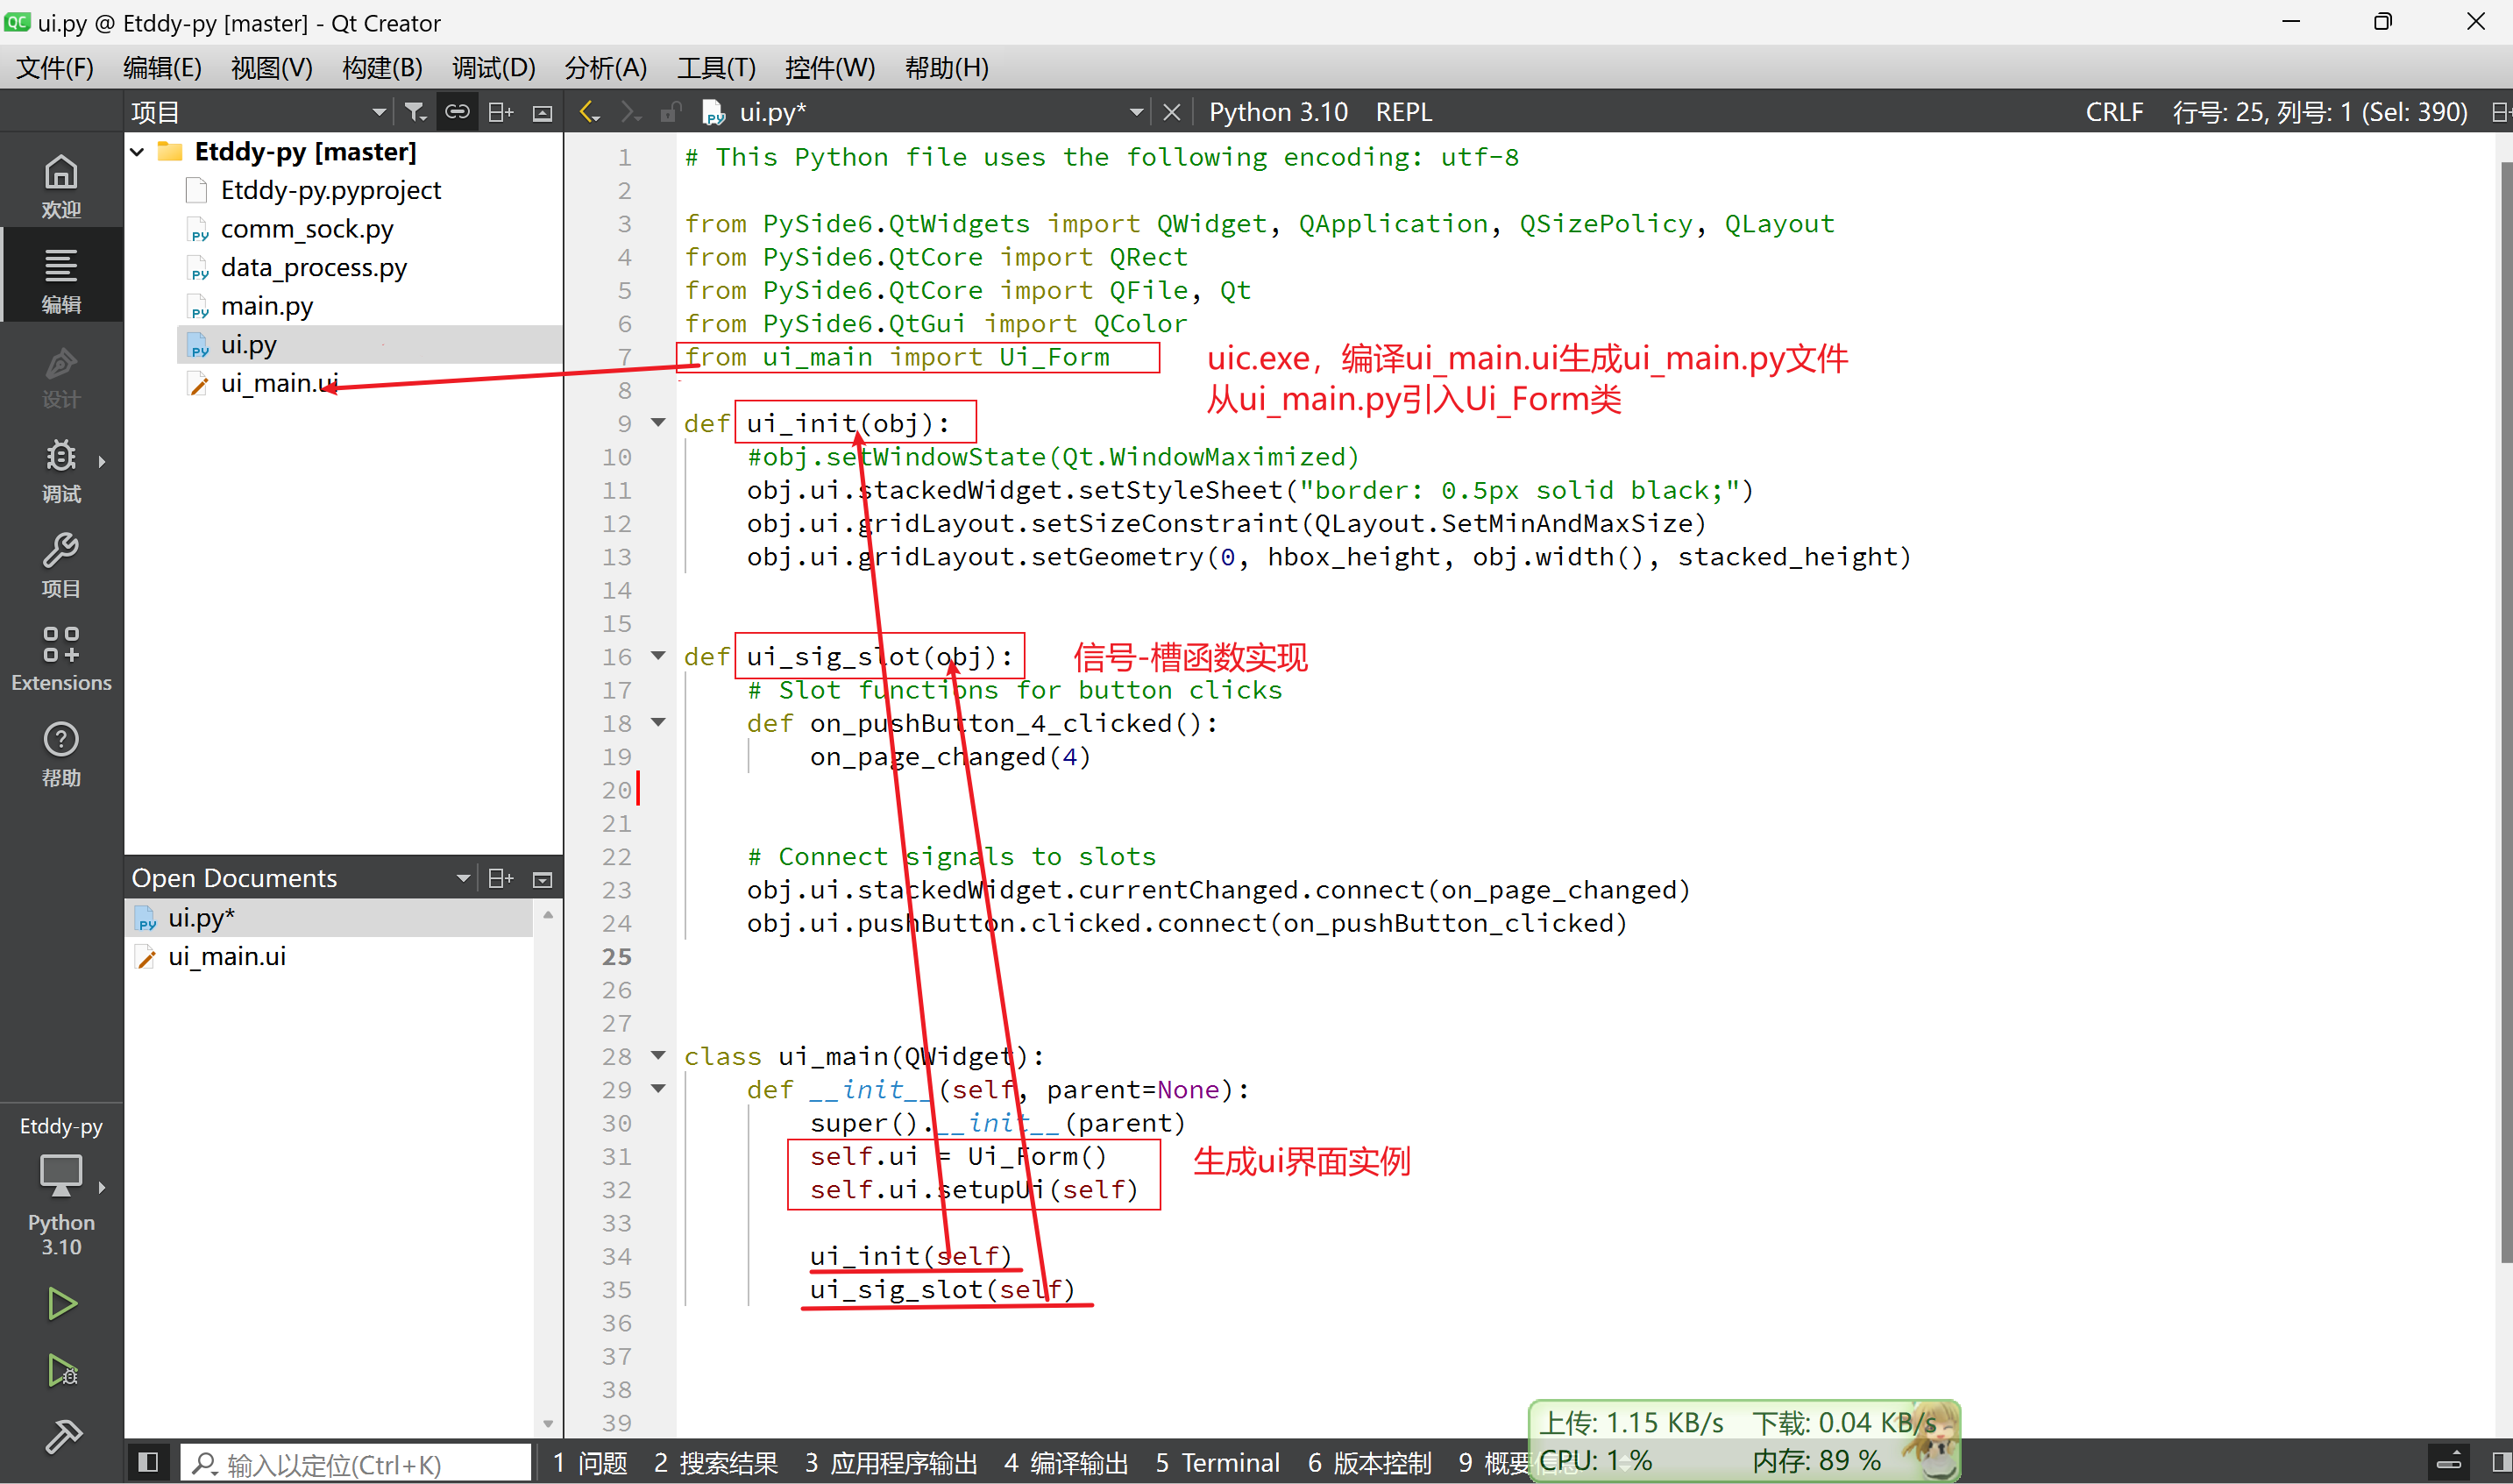 ui.py @ Etddy-py [master] - Qt Creator
文件(F) 编辑(E) 视图(V) 构建(B) 调试(D) 分析(A) 工具(T) 控件(W) 帮助(H)
项目
ui.py* Python 3.10 REPL CRLF 行号: 25, 列号: 1 (Sel: 390)
欢迎
编辑
设计
调试
项目
Extensions
帮助
Etddy-py
Python
3.10
Etddy-py [master]
Etddy-py.pyproject
comm_sock.py
data_process.py
main.py
ui.py
ui_main.ui
Open Documents
ui.py*
ui_main.ui
1 # This Python file uses the following encoding: utf-8
2
3 from PySide6.QtWidgets import QWidget, QApplication, QSizePolicy, QLayout
4 from PySide6.QtCore import QRect
5 from PySide6.QtCore import QFile, Qt
6 from PySide6.QtGui import QColor
7 from ui_main import Ui_Form
uic.exe，编译ui_main.ui生成ui_main.py文件
从ui_main.py引入Ui_Form类
8
9 def ui_init(obj):
10 #obj.setWindowState(Qt.WindowMaximized)
11 obj.ui.stackedWidget.setStyleSheet("border: 0.5px solid black;")
12 obj.ui.gridLayout.setSizeConstraint(QLayout.SetMinAndMaxSize)
13 obj.ui.gridLayout.setGeometry(0, hbox_height, obj.width(), stacked_height)
14
15
16 def ui_sig_slot(obj): 信号-槽函数实现
17 # Slot functions for button clicks
18 def on_pushButton_4_clicked():
19 on_page_changed(4)
20
21
22 # Connect signals to slots
23 obj.ui.stackedWidget.currentChanged.connect(on_page_changed)
24 obj.ui.pushButton.clicked.connect(on_pushButton_clicked)
25
26
27
28 class ui_main(QWidget):
29 def __init__(self, parent=None):
30 super().__init__(parent)
31 self.ui = Ui_Form() 生成ui界面实例
32 self.ui.setupUi(self)
33
34 ui_init(self)
35 ui_sig_slot(self)
36
37
38
39
上传: 1.15 KB/s 下载: 0.04 KB/s
CPU: 1 % 内存: 89 %
输入以定位(Ctrl+K) 1 问题 2 搜索结果 3 应用程序输出 4 编译输出 5 Terminal 6 版本控制 9 概要